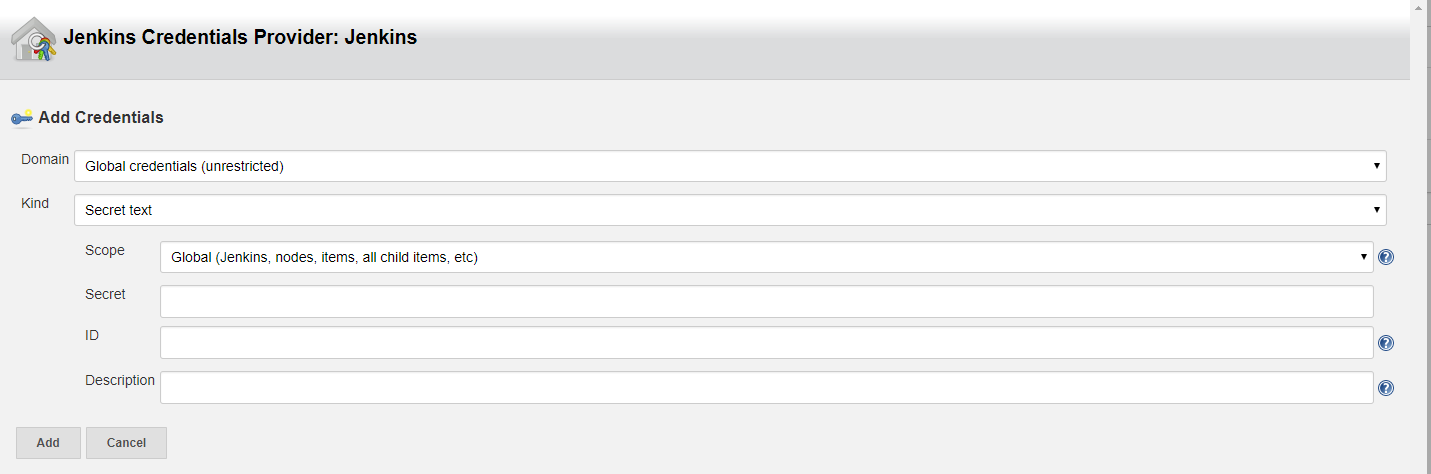 Jenkins Credentials Provider: Jenkins
Add Credentials
Domain Global credentials (unrestricted)
Kind Secret text
Scope Global (Jenkins, nodes, items, all child items, etc)
Secret
ID
Description
Add Cancel